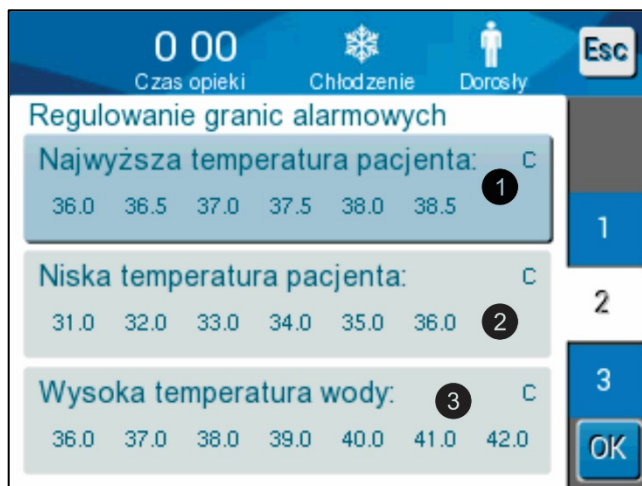 0 00
Czas opieki
Chłodzenie
Dorosły
Esc
Regulowanie granic alarmowych
Najwyższa temperatura pacjenta: C
1
36.0 36.5 37.0 37.5 38.0 38.5
1
Niska temperatura pacjenta: C
31.0 32.0 33.0 34.0 35.0 36.0 2
2
Wysoka temperatura wody: 3 C
36.0 37.0 38.0 39.0 40.0 41.0 42.0
3
OK